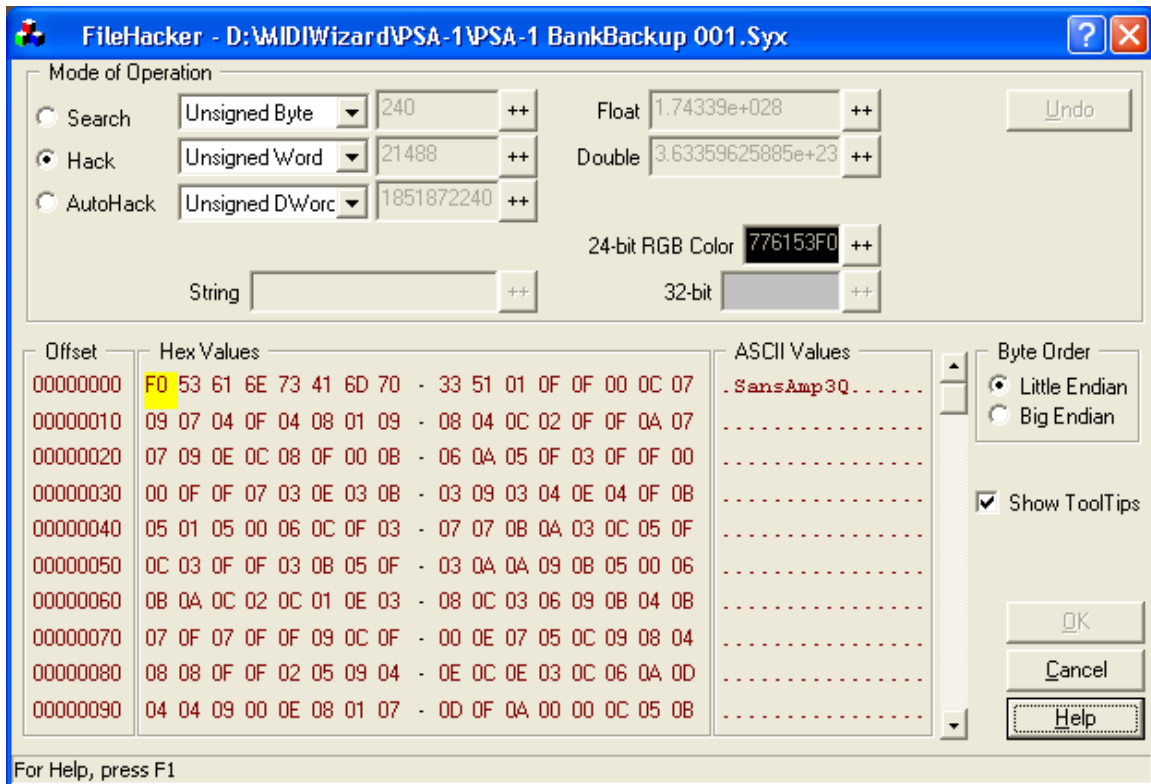 FileHacker - D:\MIDIWizard\PSA-1\PSA-1 BankBackup 001.Syx
Mode of Operation
Search Unsigned Byte 240 ++ Float 1.74339e+028 ++ Undo
Hack Unsigned Word 21488 ++ Double 3.63359625885e+23 ++
AutoHack Unsigned DWorc 1851872240 ++
24-bit RGB Color 776153F0 ++
String ++ 32-bit ++
Offset Hex Values ASCII Values Byte Order
00000000 F0 53 61 6E 73 41 6D 70 - 33 51 01 0F 0F 00 0C 07 .SansAmp3Q...... Little Endian
00000010 09 07 04 0F 04 08 01 09 - 08 04 0C 02 0F 0F 0A 07 ................ Big Endian
00000020 07 09 0E 0C 08 0F 00 0B - 06 0A 05 0F 03 0F 0F 00 ................
00000030 00 0F 0F 07 03 0E 03 0B - 03 09 03 04 0E 04 0F 0B ................ Show ToolTips
00000040 05 01 05 00 06 0C 0F 03 - 07 07 0B 0A 03 0C 05 0F ................
00000050 0C 03 0F 0F 03 0B 05 0F - 03 0A 0A 09 0B 05 00 06 ................
00000060 0B 0A 0C 02 0C 01 0E 03 - 08 0C 03 06 09 0B 04 0B ................
00000070 07 0F 07 0F 0F 09 0C 0F - 00 0E 07 05 0C 09 08 04 ................ OK
00000080 08 08 0F 0F 02 05 09 04 - 0E 0C 0E 03 0C 06 0A 0D ................ Cancel
00000090 04 04 09 00 0E 08 01 07 - 0D 0F 0A 00 00 0C 05 0B ................ Help
For Help, press F1